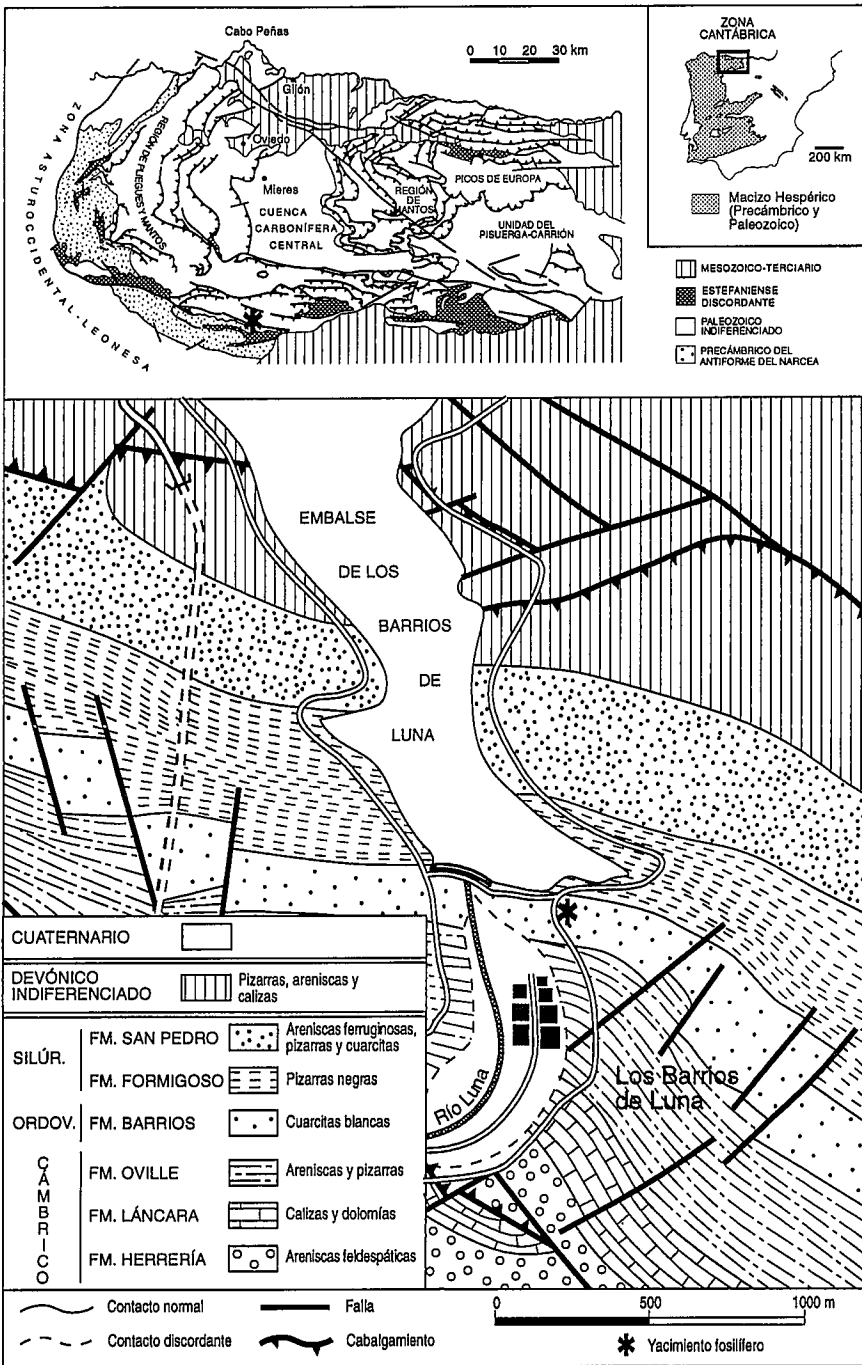 Cabo Peñas
0 10 20 30 km
Gijón
Oviedo
ZONA ASTUROCCIDENTAL-LEONESA
REGIÓN DE PLIEGUES Y MANTOS
Mieres
CUENCA
CARBONÍFERA
CENTRAL
REGIÓN
DE
MANTOS
PICOS DE EUROPA
UNIDAD DEL
PISUERGA-CARRIÓN
ZONA
CANTÁBRICA
200 km
Macizo Hespérico
(Precámbrico y
Paleozoico)
MESOZOICO-TERCIARIO
ESTEFANIENSE
DISCORDANTE
PALEOZOICO
INDIFERENCIADO
PRECÁMBRICO DEL
ANTIFORME DEL NARCEA
EMBALSE
DE LOS
BARRIOS
DE
LUNA
Río Luna
Los Barrios
de Luna
CUATERNARIO
DEVÓNICO
INDIFERENCIADO
Pizarras, areniscas y
calizas
SILÚR.
FM. SAN PEDRO
Areniscas ferruginosas,
pizarras y cuarcitas
FM. FORMIGOSO
Pizarras negras
ORDOV.
FM. BARRIOS
Cuarcitas blancas
CÁMBRICO
FM. OVILLE
Areniscas y pizarras
FM. LÁNCARA
Calizas y dolomías
FM. HERRERÍA
Areniscas feldespáticas
Contacto normal
Falla
0 500 1000 m
Contacto discordante
Cabalgamiento
Yacimiento fosilífero